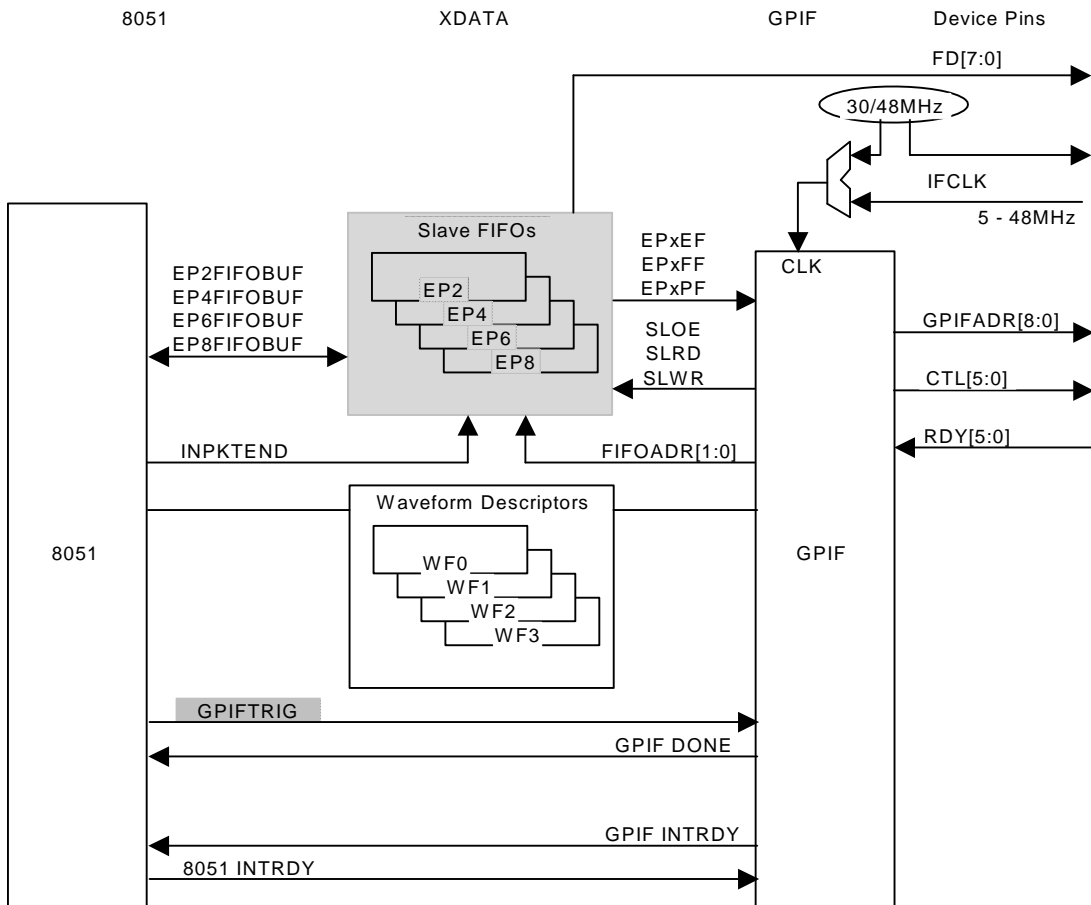 8051 XDATA GPIF Device Pins
FD[7:0]
30/48MHz
IFCLK
5 - 48MHz
Slave FIFOs
EP2
EP4
EP6
EP8
EP2FIFOBUF
EP4FIFOBUF
EP6FIFOBUF
EP8FIFOBUF
EPxEF
EPxFF
EPxPF
SLOE
SLRD
SLWR
CLK
GPIFADR[8:0]
CTL[5:0]
RDY[5:0]
INPKTEND
FIFOADR[1:0]
Waveform Descriptors
WF0
WF1
WF2
WF3
8051
GPIF
GPIFTRIG
GPIF DONE
GPIF INTRDY
8051 INTRDY